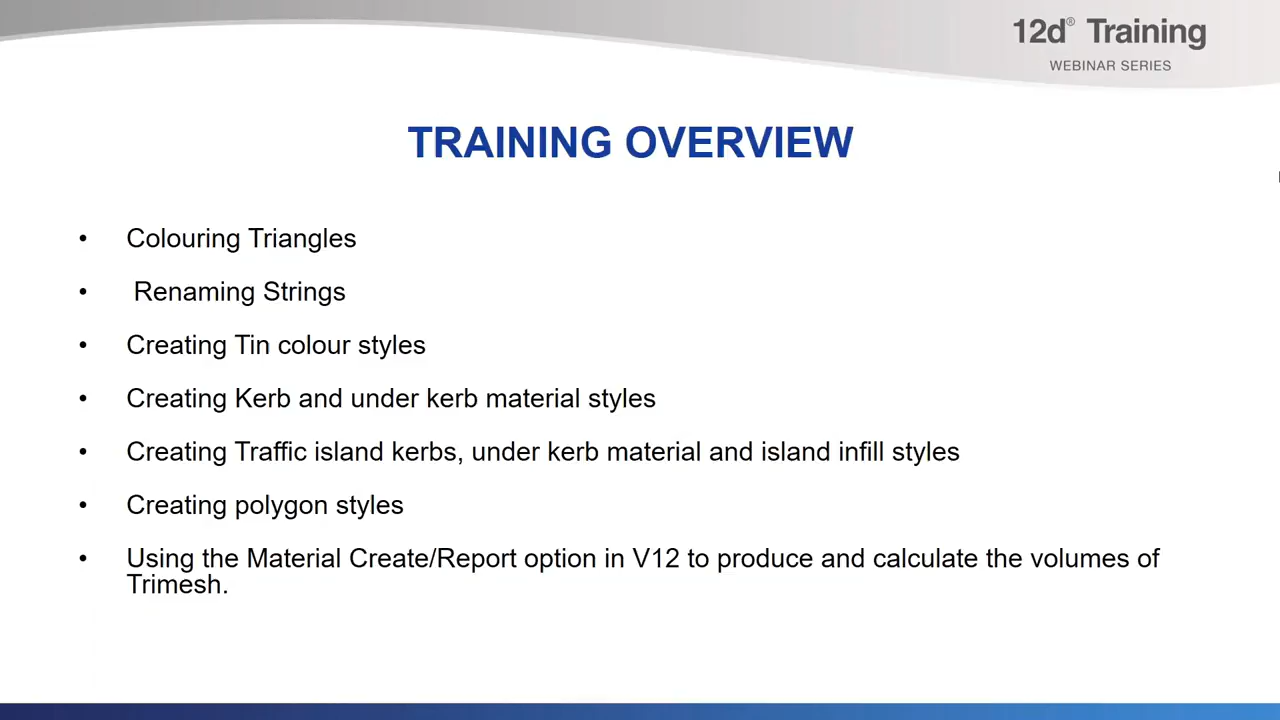 12d® Training
WEBINAR SERIES
TRAINING OVERVIEW
• Colouring Triangles
• Renaming Strings
• Creating Tin colour styles
• Creating Kerb and under kerb material styles
• Creating Traffic island kerbs, under kerb material and island infill styles
• Creating polygon styles
• Using the Material Create/Report option in V12 to produce and calculate the volumes of
Trimesh.